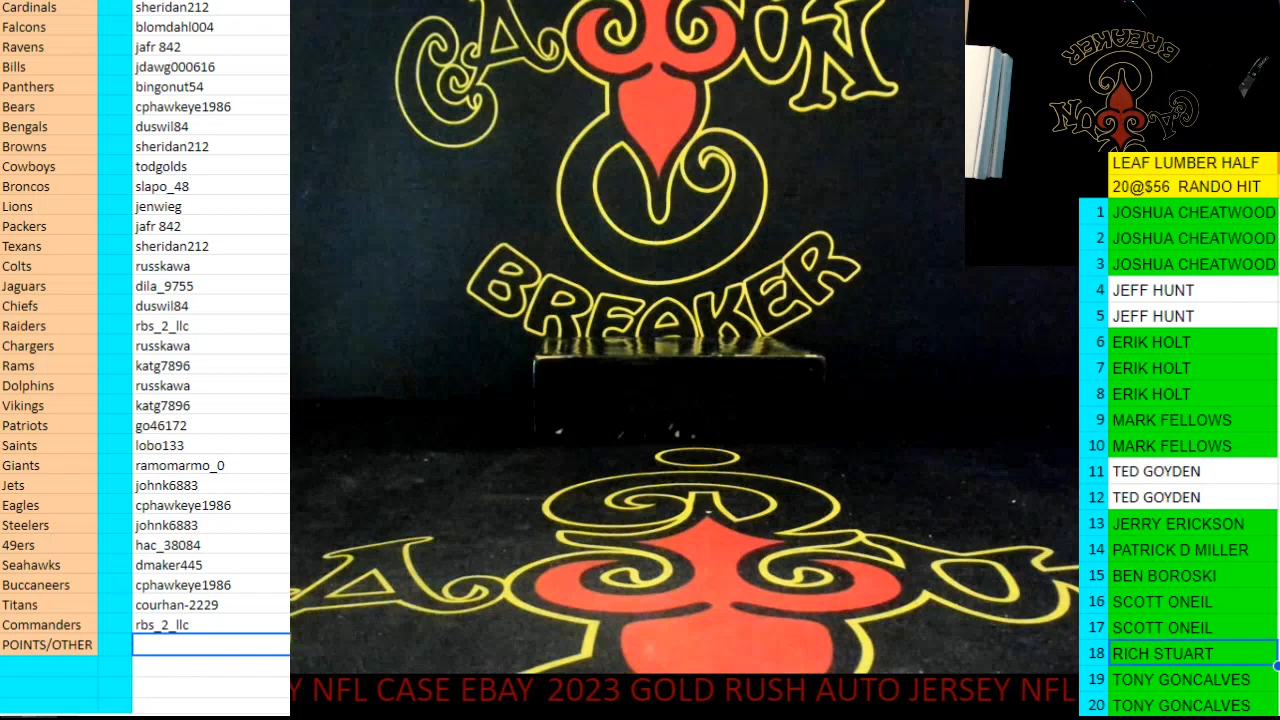 Cardinals sheridan212
Falcons blomdahl004
Ravens jafr 842
Bills jdawg000616
Panthers bingonut54
Bears cphawkeye1986
Bengals duswil84
Browns sheridan212
Cowboys todgolds
Broncos slapo_48
Lions jenwieg
Packers jafr 842
Texans sheridan212
Colts russkawa
Jaguars dila_9755
Chiefs duswil84
Raiders rbs_2_llc
Chargers russkawa
Rams katg7896
Dolphins russkawa
Vikings katg7896
Patriots go46172
Saints lobo133
Giants ramomarmo_0
Jets johnk6883
Eagles cphawkeye1986
Steelers johnk6883
49ers hac_38084
Seahawks dmaker445
Buccaneers cphawkeye1986
Titans courhan-2229
Commanders rbs_2_llc
POINTS/OTHER
BREAKER
Y NFL CASE EBAY 2023 GOLD RUSH AUTO JERSEY NFL
BREAKER
LEAF LUMBER HALF
20@$56 RANDO HIT
1 JOSHUA CHEATWOOD
2 JOSHUA CHEATWOOD
3 JOSHUA CHEATWOOD
4 JEFF HUNT
5 JEFF HUNT
6 ERIK HOLT
7 ERIK HOLT
8 ERIK HOLT
9 MARK FELLOWS
10 MARK FELLOWS
11 TED GOYDEN
12 TED GOYDEN
13 JERRY ERICKSON
14 PATRICK D MILLER
15 BEN BOROSKI
16 SCOTT ONEIL
17 SCOTT ONEIL
18 RICH STUART
19 TONY GONCALVES
20 TONY GONCALVES